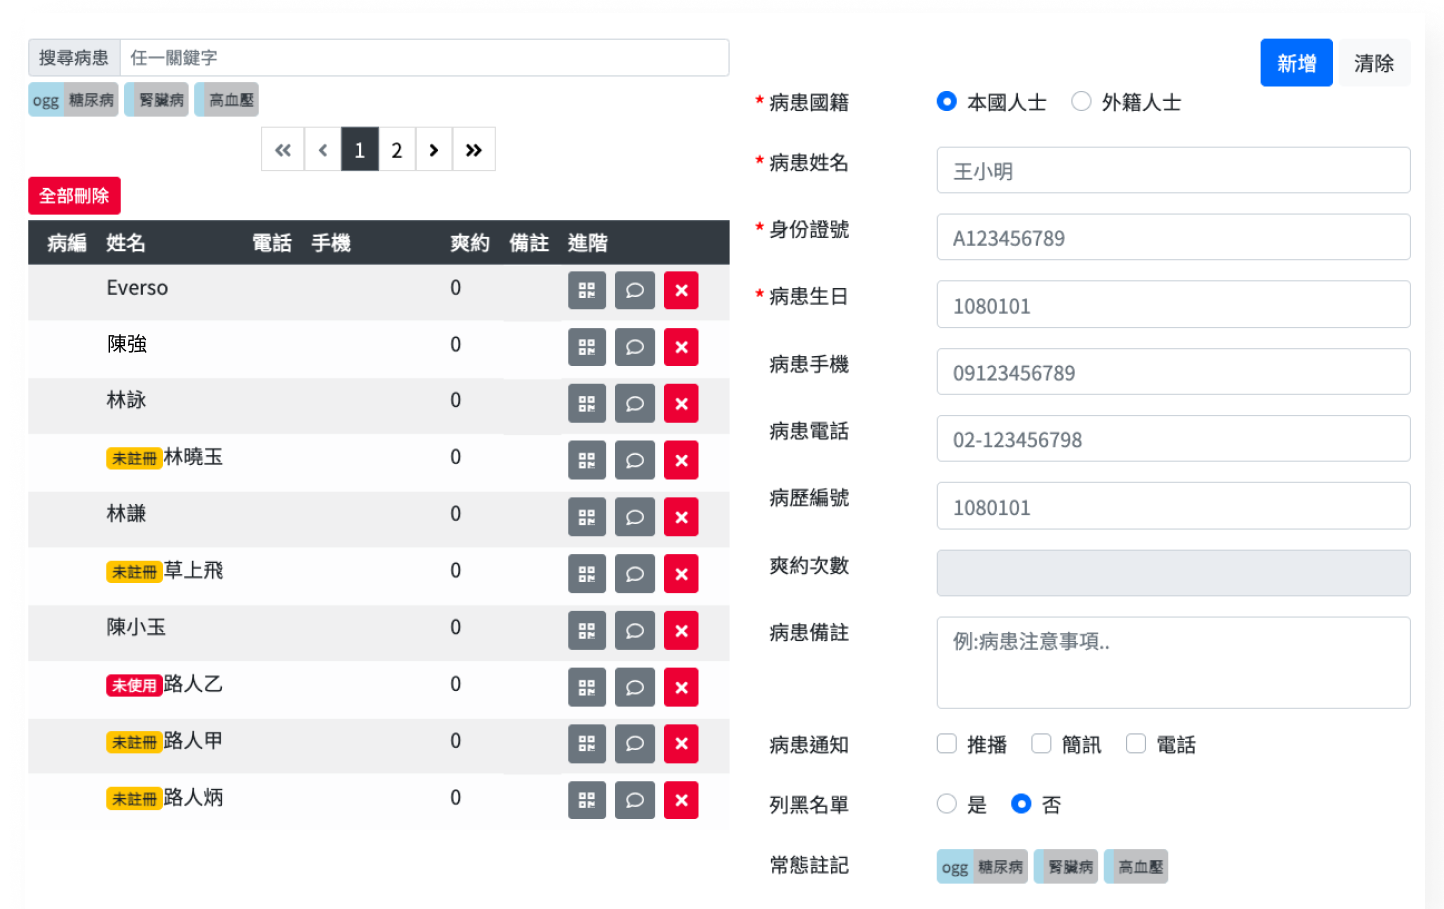 搜尋病患 任一關鍵字
ogg 糖尿病 腎臟病 高血壓
« ‹ 1 2 › »
全部刪除
病編 姓名 電話 手機 爽約 備註 進階
Everso 0
陳強 0
林詠 0
未註冊 林曉玉 0
林謙 0
未註冊 草上飛 0
陳小玉 0
未使用 路人乙 0
未註冊 路人甲 0
未註冊 路人炳 0
新增 清除
* 病患國籍 本國人士 外籍人士
* 病患姓名 王小明
* 身份證號 A123456789
* 病患生日 1080101
病患手機 09123456789
病患電話 02-123456798
病歷編號 1080101
爽約次數
病患備註 例:病患注意事項..
病患通知 推播 簡訊 電話
列黑名單 是 否
常態註記 ogg 糖尿病 腎臟病 高血壓